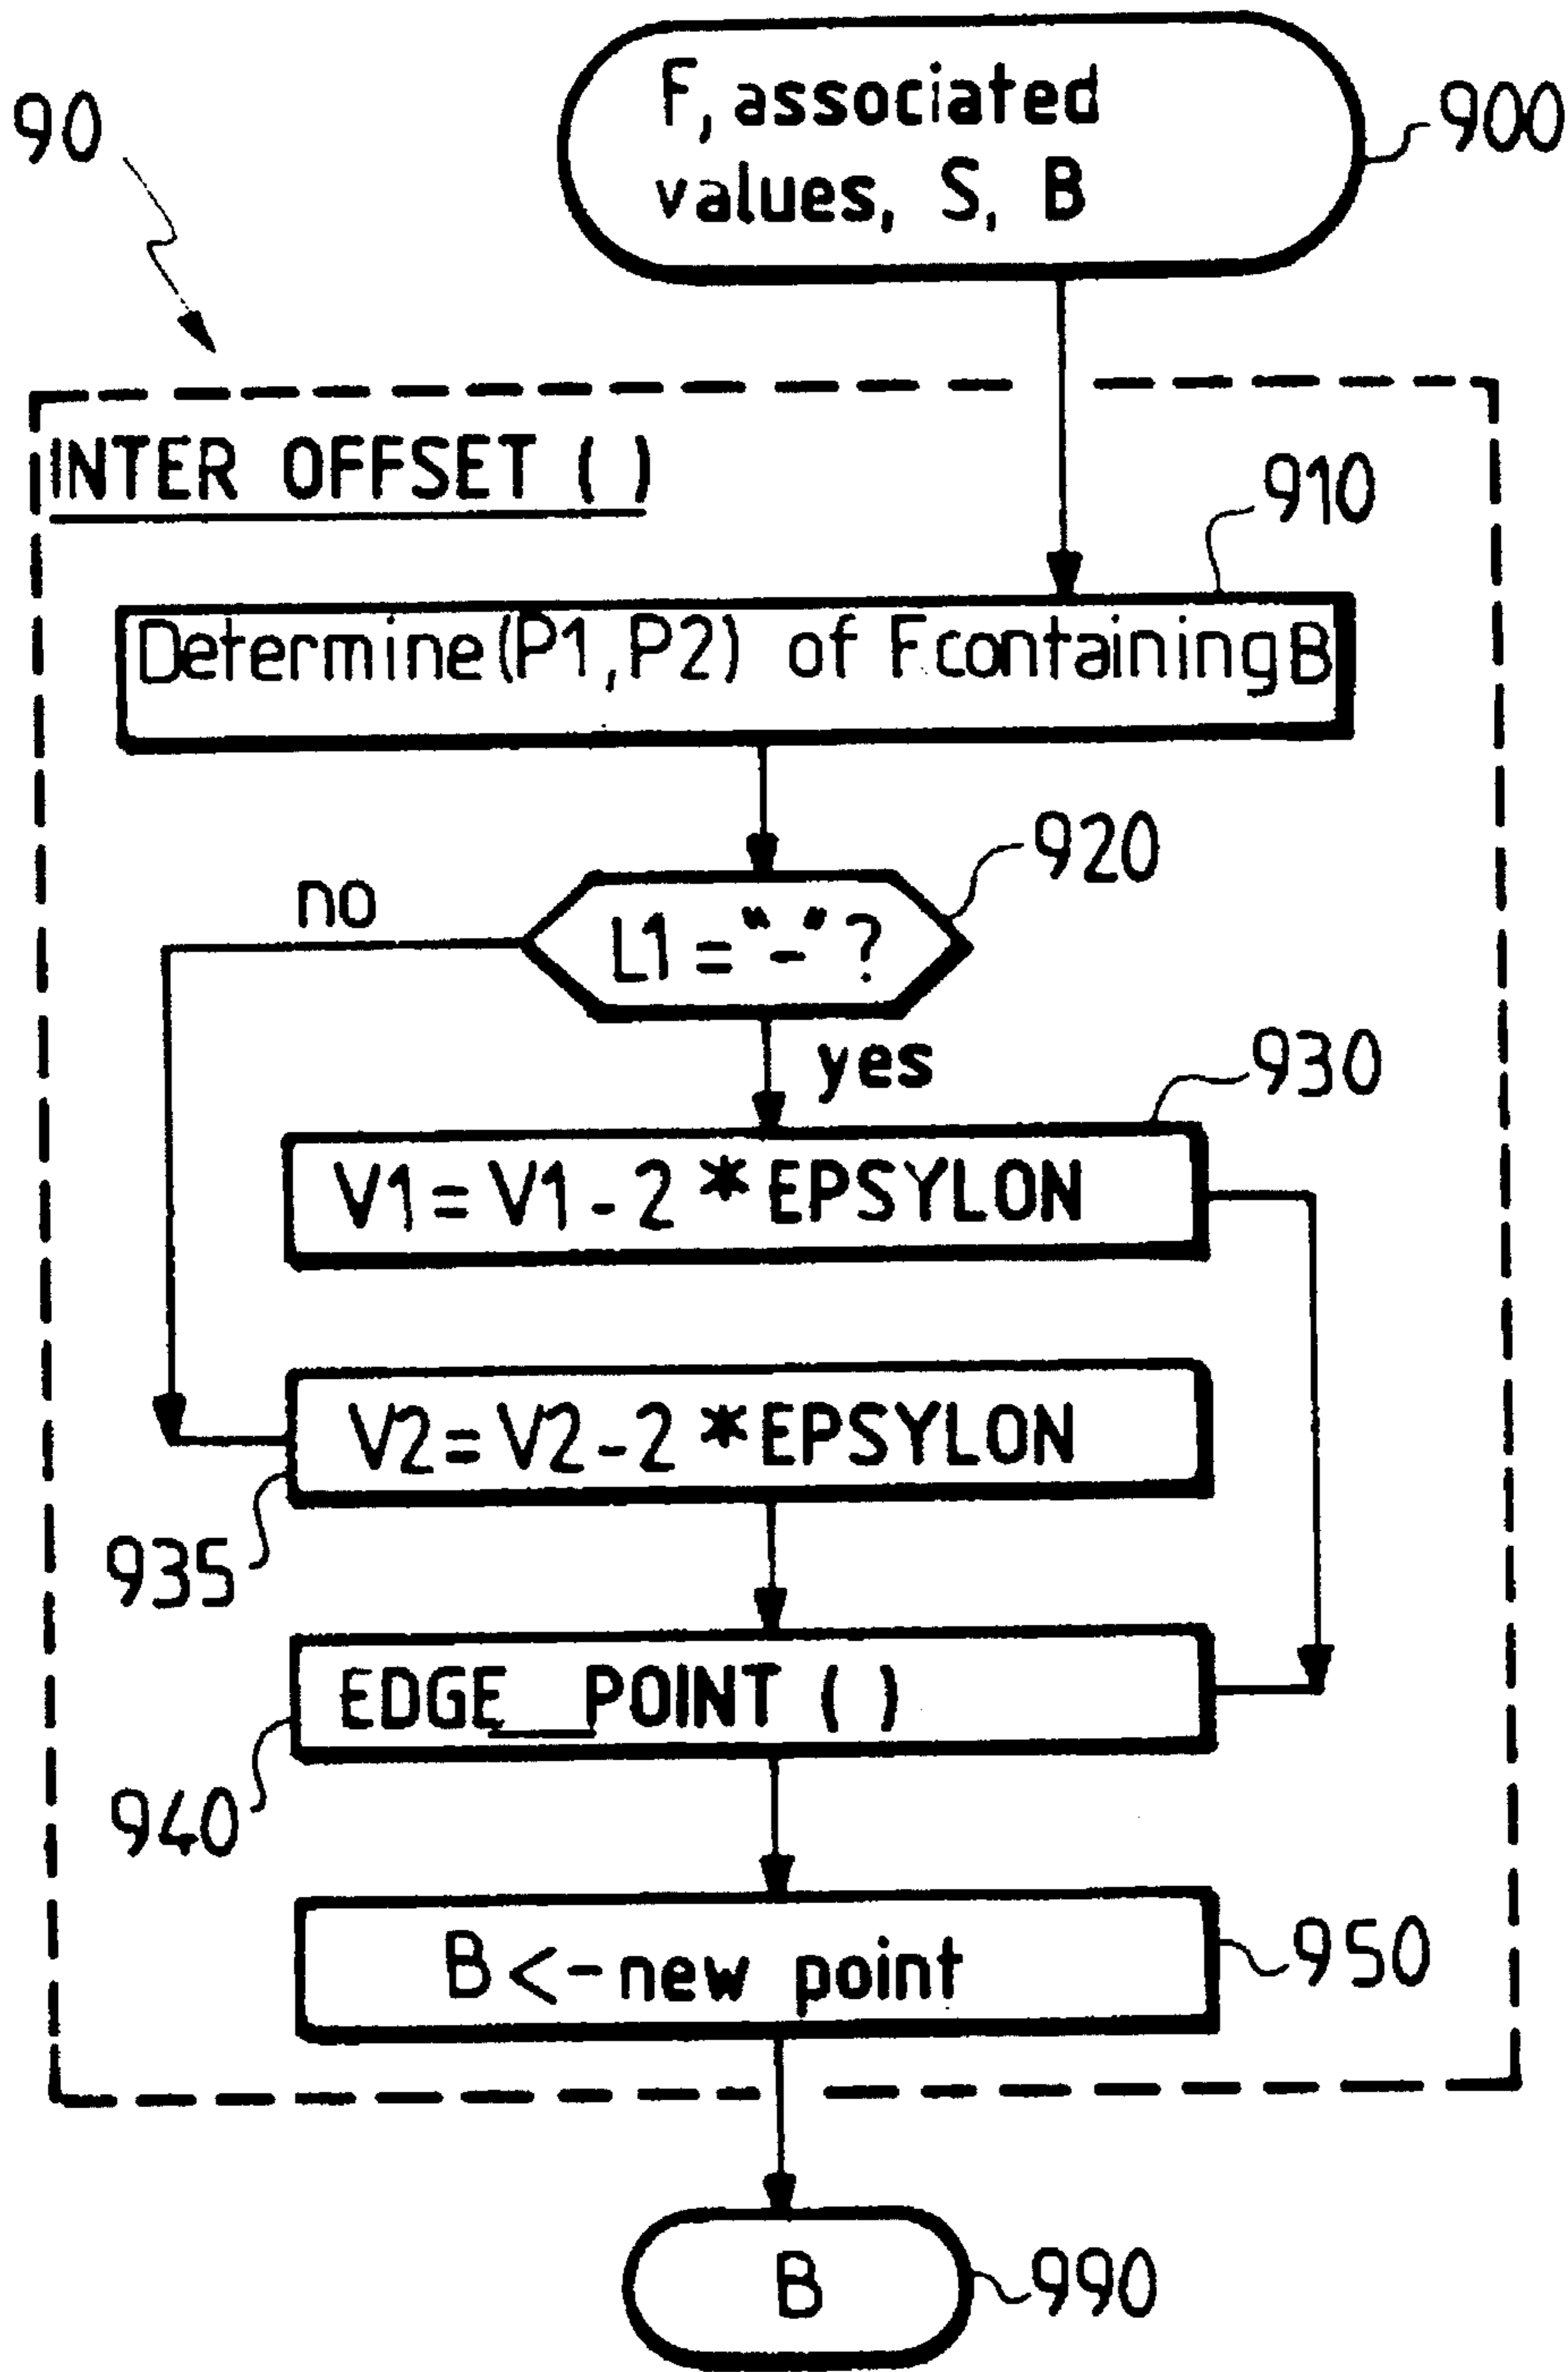 90
F, associated
values, S, B
900
INTER OFFSET ( )
910
Determine (P1, P2) of F containing B
920
no
L1 = "-" ?
yes
930
V1 = V1 - 2 * EPSYLON
V2 = V2 - 2 * EPSYLON
935
EDGE_POINT ( )
940
B <- new point
950
B
990